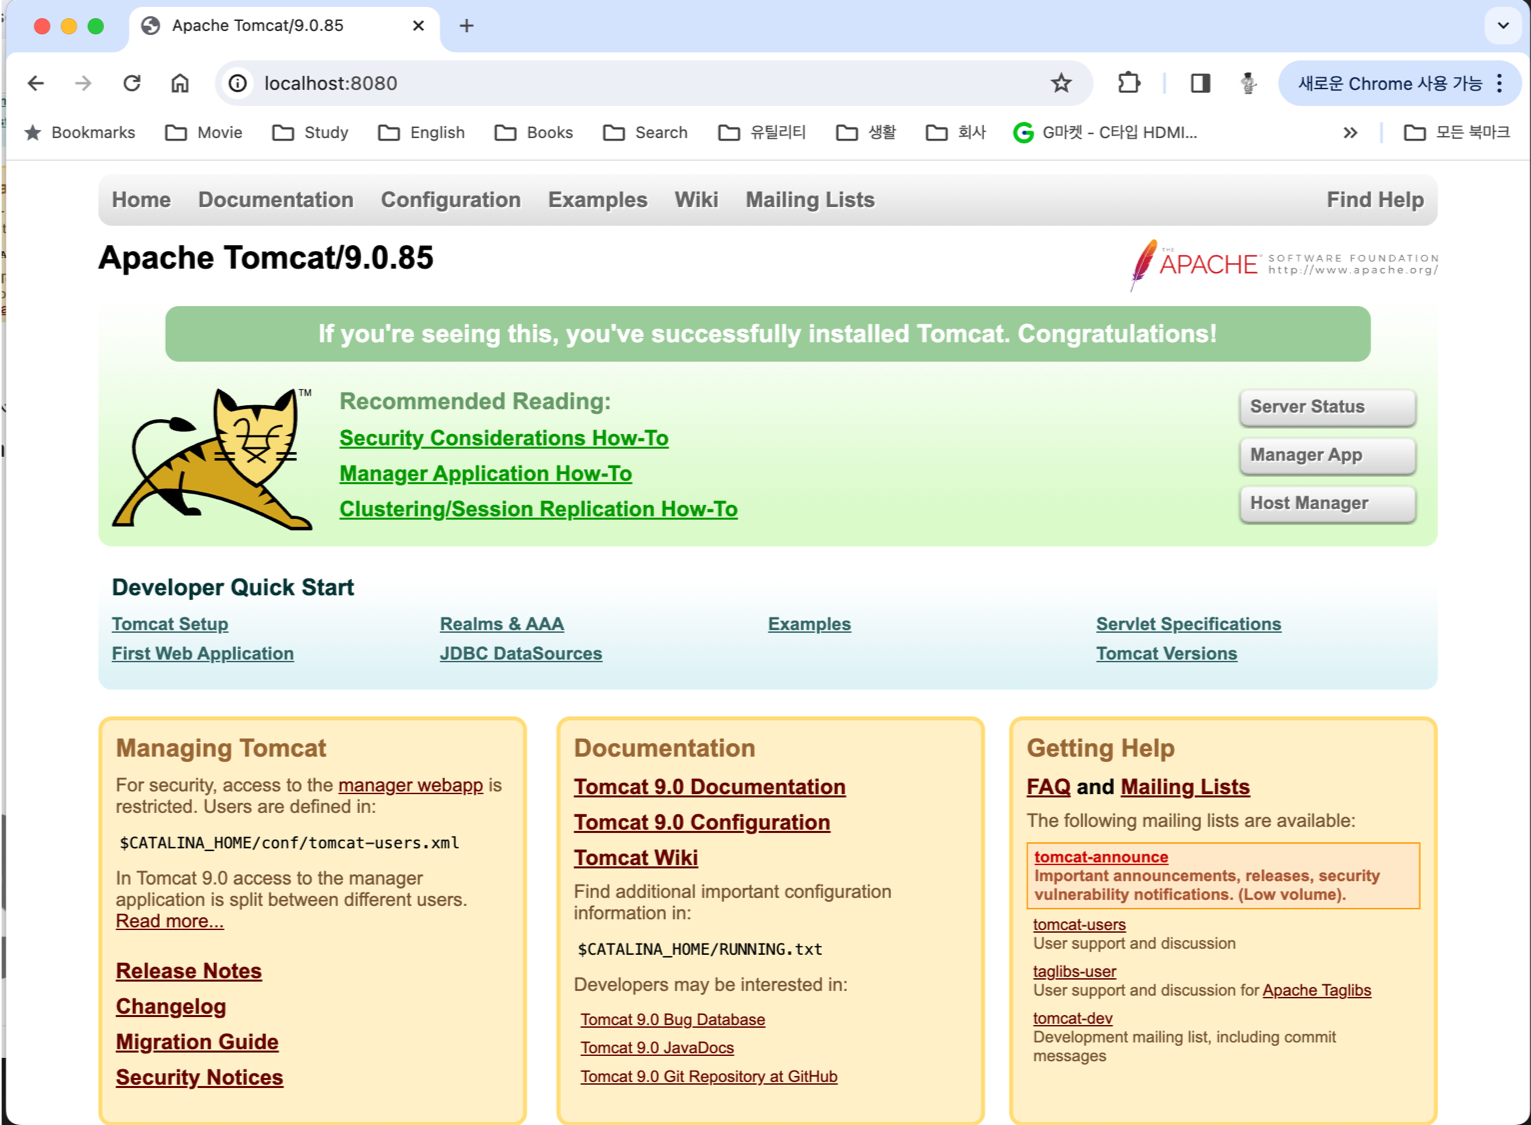 Apache Tomcat/9.0.85
localhost:8080
새로운 Chrome 사용 가능
Bookmarks Movie Study English Books Search 유틸리티 생활 회사 G마켓 - C타입 HDMI... 모든 북마크
Home Documentation Configuration Examples Wiki Mailing Lists Find Help
Apache Tomcat/9.0.85
THE APACHE SOFTWARE FOUNDATION
http://www.apache.org/
If you're seeing this, you've successfully installed Tomcat. Congratulations!
TM
Recommended Reading:
Security Considerations How-To
Manager Application How-To
Clustering/Session Replication How-To
Server Status
Manager App
Host Manager
Developer Quick Start
Tomcat Setup
First Web Application
Realms & AAA
JDBC DataSources
Examples
Servlet Specifications
Tomcat Versions
Managing Tomcat
For security, access to the manager webapp is
restricted. Users are defined in:
$CATALINA_HOME/conf/tomcat-users.xml
In Tomcat 9.0 access to the manager
application is split between different users.
Read more...
Release Notes
Changelog
Migration Guide
Security Notices
Documentation
Tomcat 9.0 Documentation
Tomcat 9.0 Configuration
Tomcat Wiki
Find additional important configuration
information in:
$CATALINA_HOME/RUNNING.txt
Developers may be interested in:
Tomcat 9.0 Bug Database
Tomcat 9.0 JavaDocs
Tomcat 9.0 Git Repository at GitHub
Getting Help
FAQ and Mailing Lists
The following mailing lists are available:
tomcat-announce
Important announcements, releases, security
vulnerability notifications. (Low volume).
tomcat-users
User support and discussion
taglibs-user
User support and discussion for Apache Taglibs
tomcat-dev
Development mailing list, including commit
messages